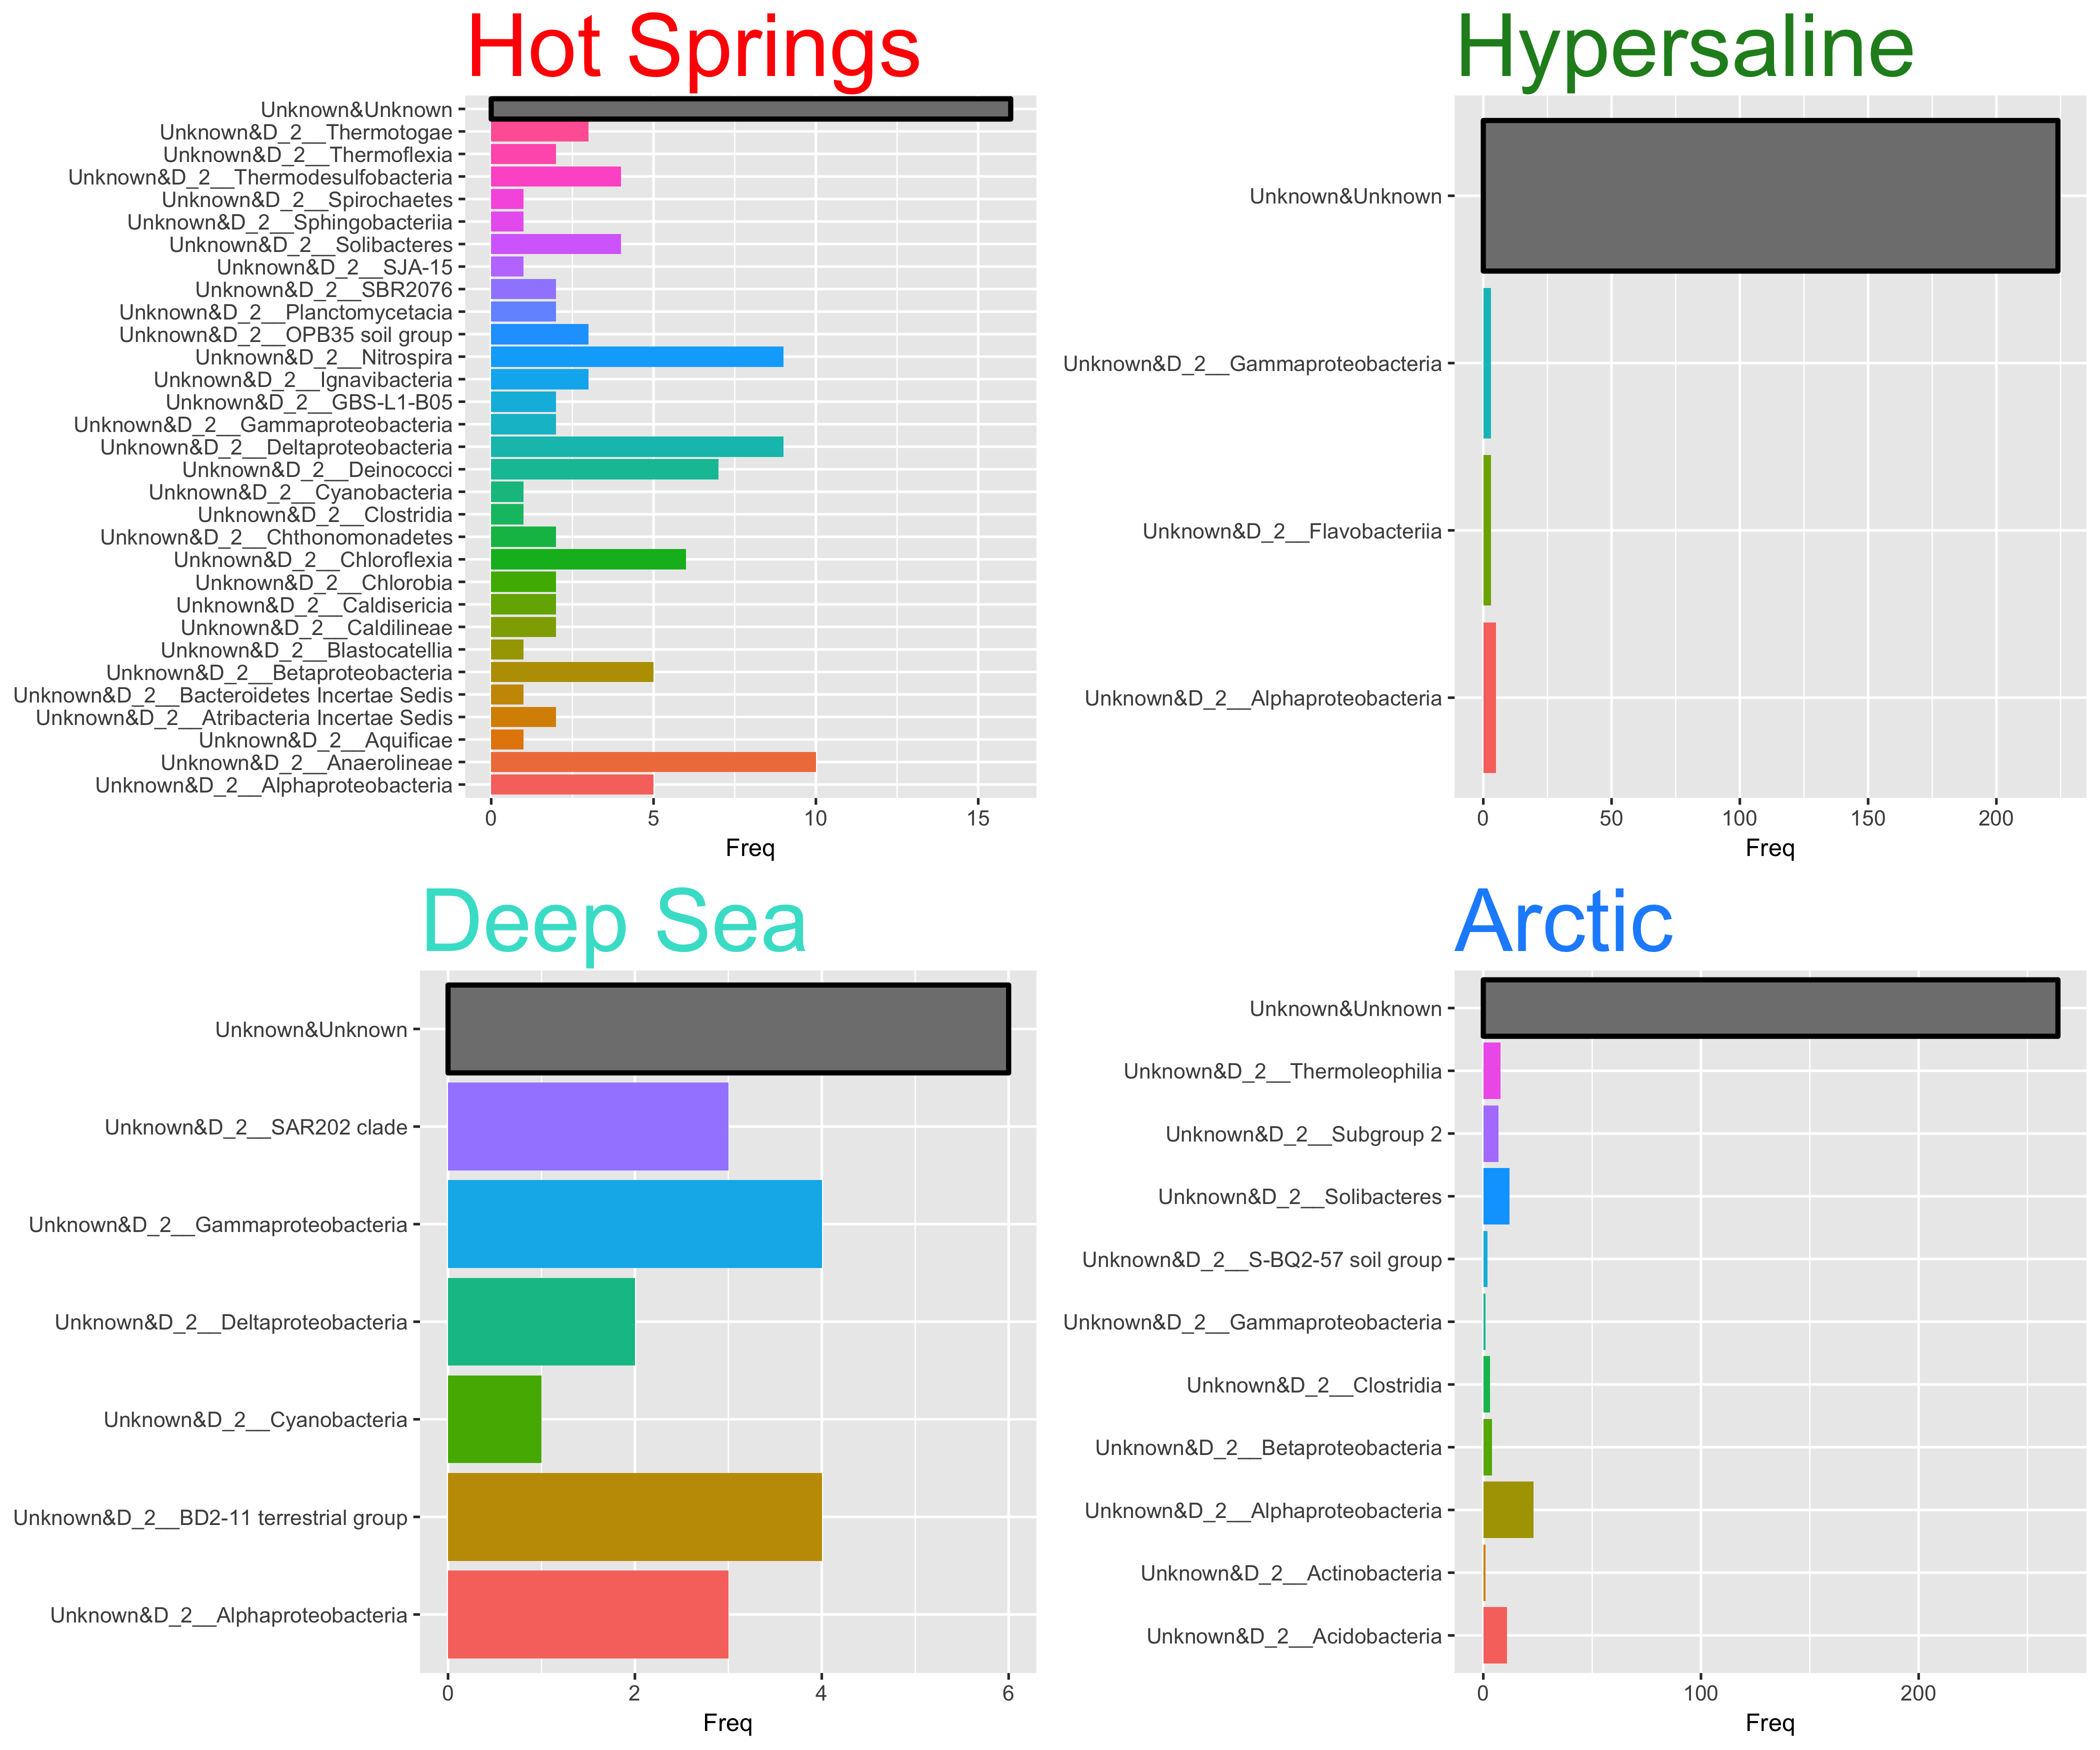 Hot Springs
Unknown&Unknown
Unknown&D_2__Thermotogae
Unknown&D_2__Thermoflexia
Unknown&D_2__Thermodesulfobacteria
Unknown&D_2__Spirochaetes
Unknown&D_2__Sphingobacteriia
Unknown&D_2__Solibacteres
Unknown&D_2__SJA-15
Unknown&D_2__SBR2076
Unknown&D_2__Planctomycetacia
Unknown&D_2__OPB35 soil group
Unknown&D_2__Nitrospira
Unknown&D_2__Ignavibacteria
Unknown&D_2__GBS-L1-B05
Unknown&D_2__Gammaproteobacteria
Unknown&D_2__Deltaproteobacteria
Unknown&D_2__Deinococci
Unknown&D_2__Cyanobacteria
Unknown&D_2__Clostridia
Unknown&D_2__Chthonomonadetes
Unknown&D_2__Chloroflexia
Unknown&D_2__Chlorobia
Unknown&D_2__Caldisericia
Unknown&D_2__Caldilineae
Unknown&D_2__Blastocatellia
Unknown&D_2__Betaproteobacteria
Unknown&D_2__Bacteroidetes Incertae Sedis
Unknown&D_2__Atribacteria Incertae Sedis
Unknown&D_2__Aquificae
Unknown&D_2__Anaerolineae
Unknown&D_2__Alphaproteobacteria
0 5 10 15
Freq
Hypersaline
Unknown&Unknown
Unknown&D_2__Gammaproteobacteria
Unknown&D_2__Flavobacteriia
Unknown&D_2__Alphaproteobacteria
0 50 100 150 200
Freq
Deep Sea
Unknown&Unknown
Unknown&D_2__SAR202 clade
Unknown&D_2__Gammaproteobacteria
Unknown&D_2__Deltaproteobacteria
Unknown&D_2__Cyanobacteria
Unknown&D_2__BD2-11 terrestrial group
Unknown&D_2__Alphaproteobacteria
0 2 4 6
Freq
Arctic
Unknown&Unknown
Unknown&D_2__Thermoleophilia
Unknown&D_2__Subgroup 2
Unknown&D_2__Solibacteres
Unknown&D_2__S-BQ2-57 soil group
Unknown&D_2__Gammaproteobacteria
Unknown&D_2__Clostridia
Unknown&D_2__Betaproteobacteria
Unknown&D_2__Alphaproteobacteria
Unknown&D_2__Actinobacteria
Unknown&D_2__Acidobacteria
0 100 200
Freq